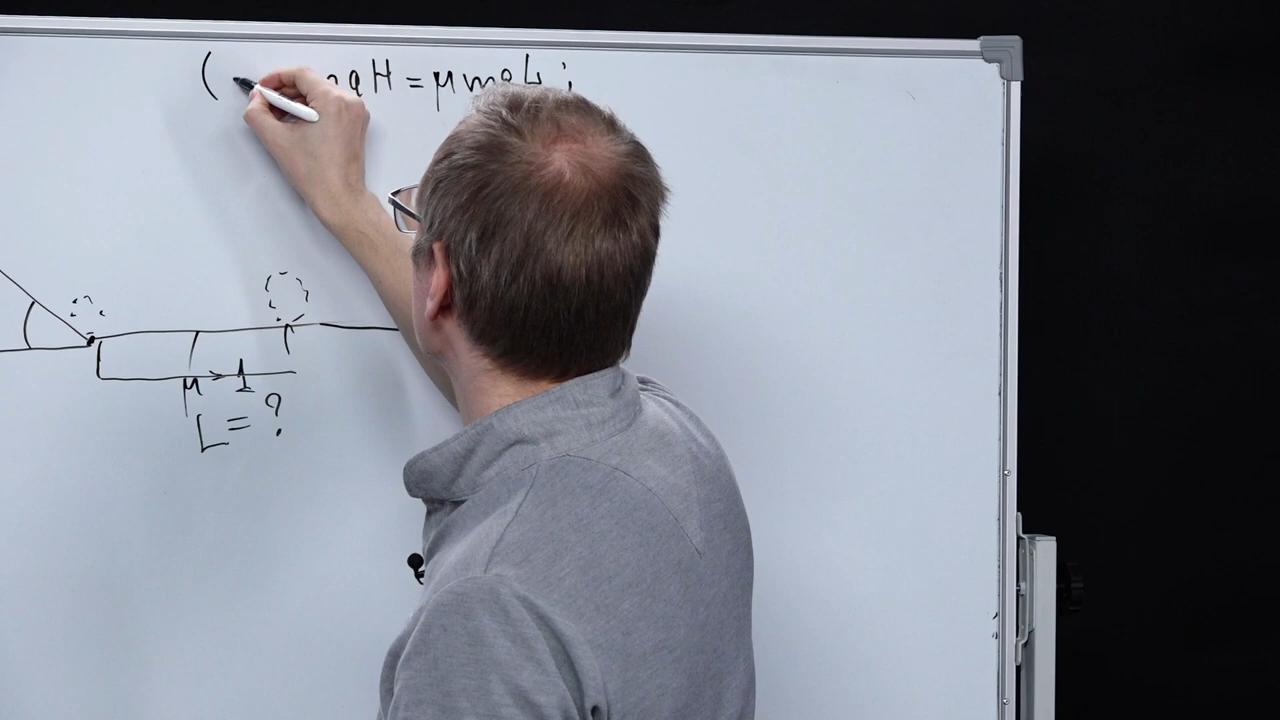 ( mgH = μmgL ;
μ 1
L = ?